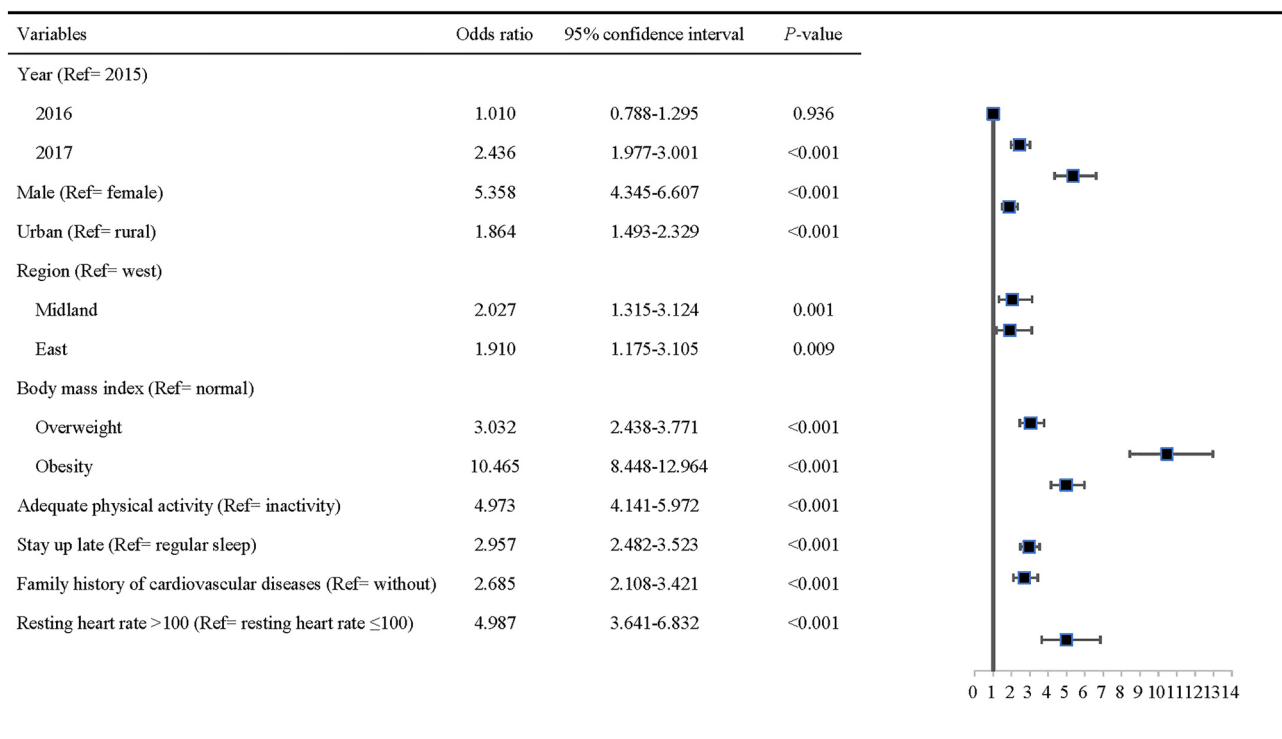 Variables Odds ratio 95% confidence interval P-value
Year (Ref= 2015)
2016 1.010 0.788-1.295 0.936
2017 2.436 1.977-3.001 <0.001
Male (Ref= female) 5.358 4.345-6.607 <0.001
Urban (Ref= rural) 1.864 1.493-2.329 <0.001
Region (Ref= west)
Midland 2.027 1.315-3.124 0.001
East 1.910 1.175-3.105 0.009
Body mass index (Ref= normal)
Overweight 3.032 2.438-3.771 <0.001
Obesity 10.465 8.448-12.964 <0.001
Adequate physical activity (Ref= inactivity) 4.973 4.141-5.972 <0.001
Stay up late (Ref= regular sleep) 2.957 2.482-3.523 <0.001
Family history of cardiovascular diseases (Ref= without) 2.685 2.108-3.421 <0.001
Resting heart rate >100 (Ref= resting heart rate ≤100) 4.987 3.641-6.832 <0.001
0 1 2 3 4 5 6 7 8 9 10 11 12 13 14